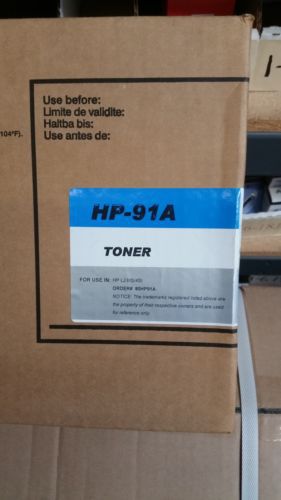 Use before:
Limite de validite:
Haltba bis:
Use antes de:
104°F).
HP-91A
TONER
FOR USE IN:
ORDER# 80HP91A
NOTICE: The trademarks registered listed above are
the property of their respective owners and are used
for reference only.